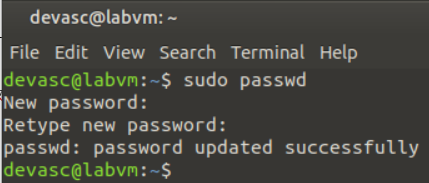 devasc@labvm: ~
File Edit View Search Terminal Help
devasc@labvm:~$ sudo passwd
New password:
Retype new password:
passwd: password updated successfully
devasc@labvm:~$